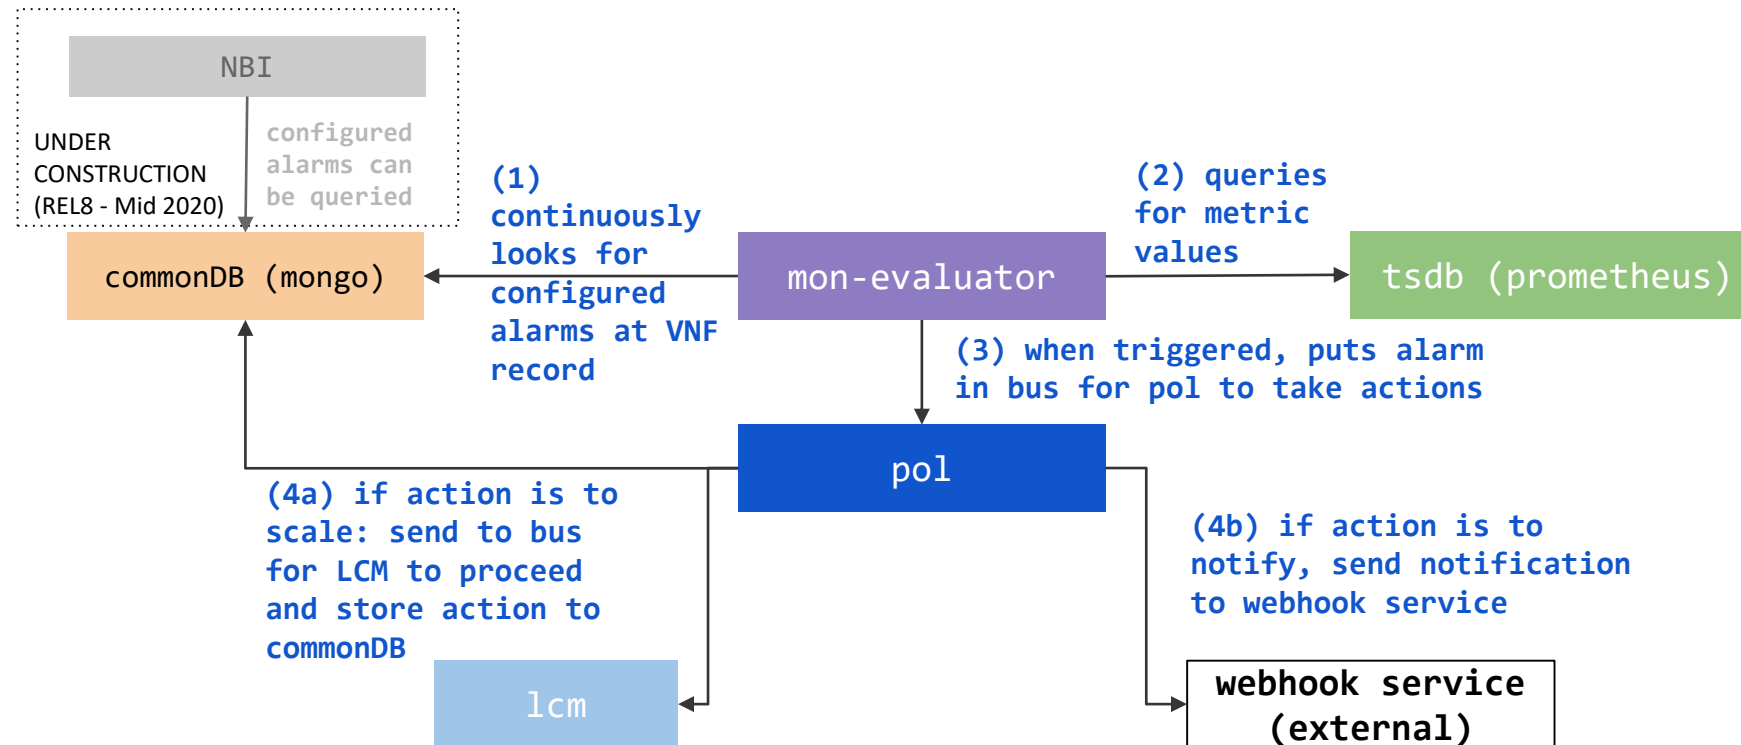 NBI
UNDER
CONSTRUCTION
(REL8 - Mid 2020)
configured
alarms can
be queried
commonDB (mongo)
(1)
continuously
looks for
configured
alarms at VNF
record
mon-evaluator
(2) queries
for metric
values
tsdb (prometheus)
(3) when triggered, puts alarm
in bus for pol to take actions
pol
(4a) if action is to
scale: send to bus
for LCM to proceed
and store action to
commonDB
(4b) if action is to
notify, send notification
to webhook service
lcm
webhook service
(external)